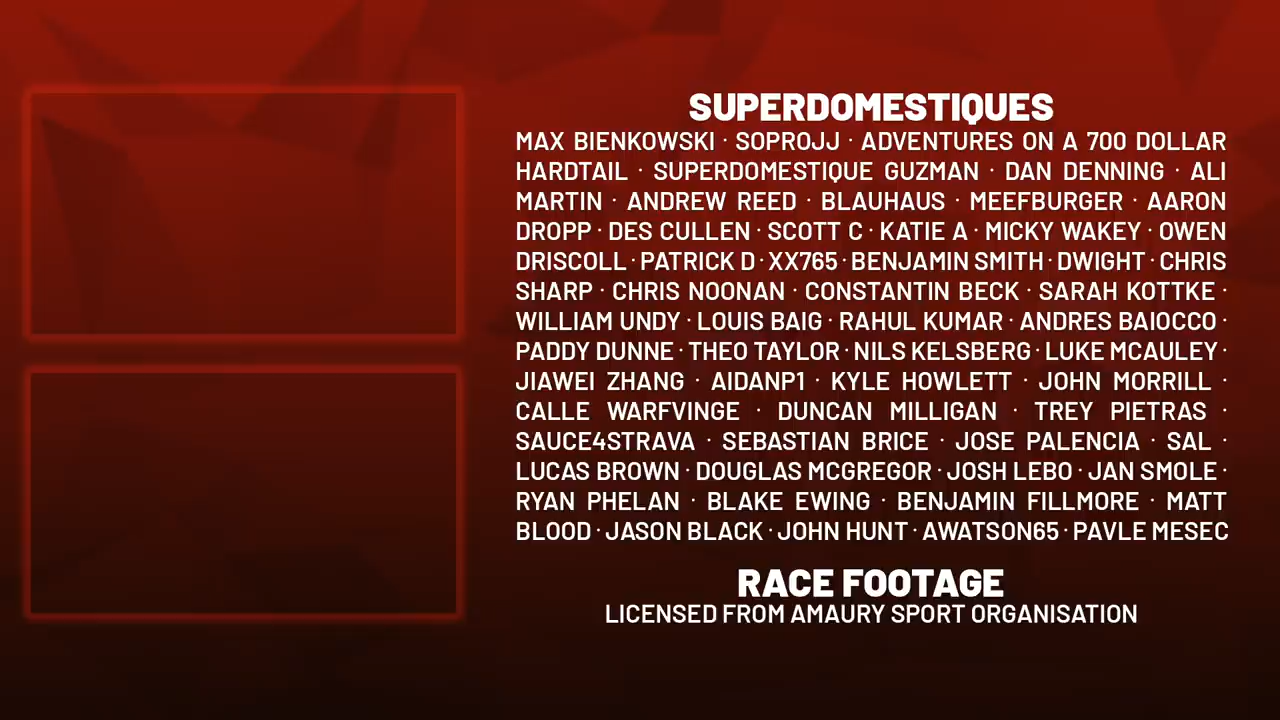 SUPERDOMESTIQUES
MAX BIENKOWSKI · SOPROJJ · ADVENTURES ON A 700 DOLLAR
HARDTAIL · SUPERDOMESTIQUE GUZMAN · DAN DENNING · ALI
MARTIN · ANDREW REED · BLAUHAUS · MEEFBURGER · AARON
DROPP · DES CULLEN · SCOTT C · KATIE A · MICKY WAKEY · OWEN
DRISCOLL · PATRICK D · XX765 · BENJAMIN SMITH · DWIGHT · CHRIS
SHARP · CHRIS NOONAN · CONSTANTIN BECK · SARAH KOTTKE ·
WILLIAM UNDY · LOUIS BAIG · RAHUL KUMAR · ANDRES BAIOCCO ·
PADDY DUNNE · THEO TAYLOR · NILS KELSBERG · LUKE MCAULEY ·
JIAWEI ZHANG · AIDANP1 · KYLE HOWLETT · JOHN MORRILL ·
CALLE WARFVINGE · DUNCAN MILLIGAN · TREY PIETRAS ·
SAUCE4STRAVA · SEBASTIAN BRICE · JOSE PALENCIA · SAL ·
LUCAS BROWN · DOUGLAS MCGREGOR · JOSH LEBO · JAN SMOLE ·
RYAN PHELAN · BLAKE EWING · BENJAMIN FILLMORE · MATT
BLOOD · JASON BLACK · JOHN HUNT · AWATSON65 · PAVLE MESEC
RACE FOOTAGE
LICENSED FROM AMAURY SPORT ORGANISATION